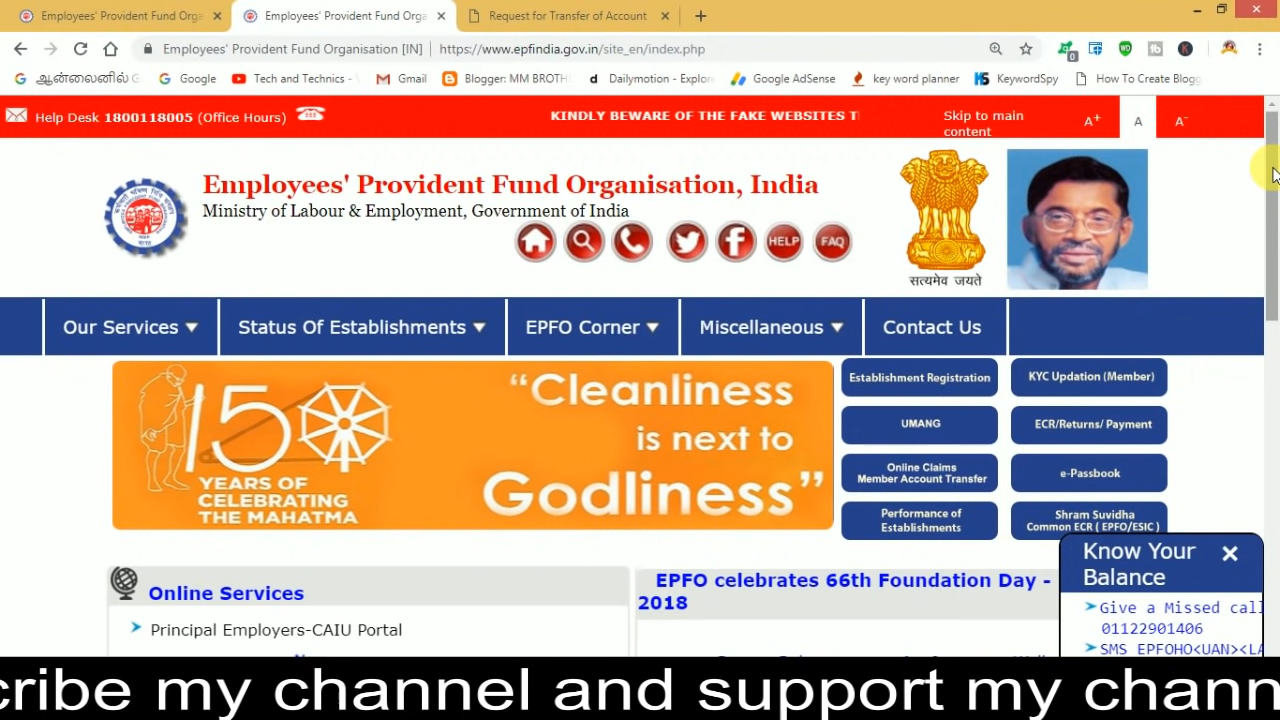 Employees' Provident Fund Orga
Employees' Provident Fund Orga
Request for Transfer of Account
Employees' Provident Fund Organisation [IN] https://www.epfindia.gov.in/site_en/index.php
ஆன்லைனில் G
Google
Tech and Technics -
Gmail
Blogger: MM BROTH
Dailymotion - Explor
Google AdSense
key word planner
KeywordSpy
How To Create Blogg
Help Desk 1800118005 (Office Hours)
KINDLY BEWARE OF THE FAKE WEBSITES
Skip to main content
A+
A
A-
Employees' Provident Fund Organisation, India
Ministry of Labour & Employment, Government of India
HELP
FAQ
सत्यमेव जयते
Our Services
Status Of Establishments
EPFO Corner
Miscellaneous
Contact Us
150
YEARS OF
CELEBRATING
THE MAHATMA
“Cleanliness
is next to
Godliness”
Establishment Registration
KYC Updation (Member)
UMANG
ECR/Returns/ Payment
Online Claims
Member Account Transfer
e-Passbook
Performance of
Establishments
Shram Suvidha
Common ECR ( EPFO/ESIC )
Know Your
Balance
Give a Missed call
01122901406
SMS EPFOHO<UAN><LA
Online Services
Principal Employers-CAIU Portal
EPFO celebrates 66th Foundation Day -
2018
cribe my channel and support my chann